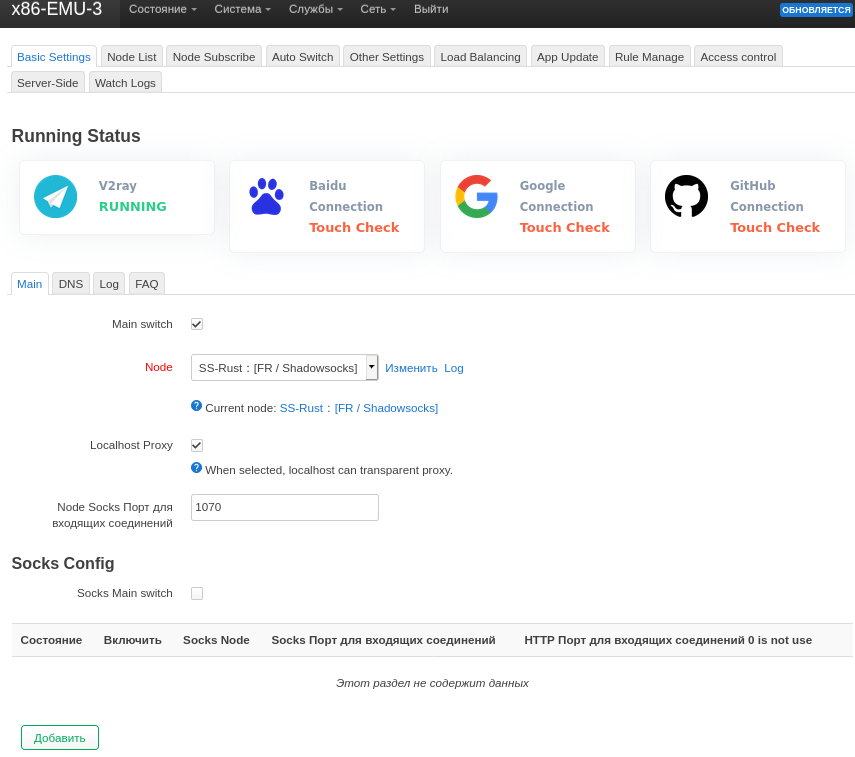 x86-EMU-3 Состояние Система Службы Сеть Выйти ОБНОВЛЯЕТСЯ
Basic Settings Node List Node Subscribe Auto Switch Other Settings Load Balancing App Update Rule Manage Access control
Server-Side Watch Logs
Running Status
V2ray
RUNNING
Baidu
Connection
Touch Check
Google
Connection
Touch Check
GitHub
Connection
Touch Check
Main DNS Log FAQ
Main switch
Node SS-Rust：[FR / Shadowsocks] Изменить Log
? Current node: SS-Rust：[FR / Shadowsocks]
Localhost Proxy
? When selected, localhost can transparent proxy.
Node Socks Порт для
входящих соединений
1070
Socks Config
Socks Main switch
Состояние Включить Socks Node Socks Порт для входящих соединений HTTP Порт для входящих соединений 0 is not use
Этот раздел не содержит данных
Добавить